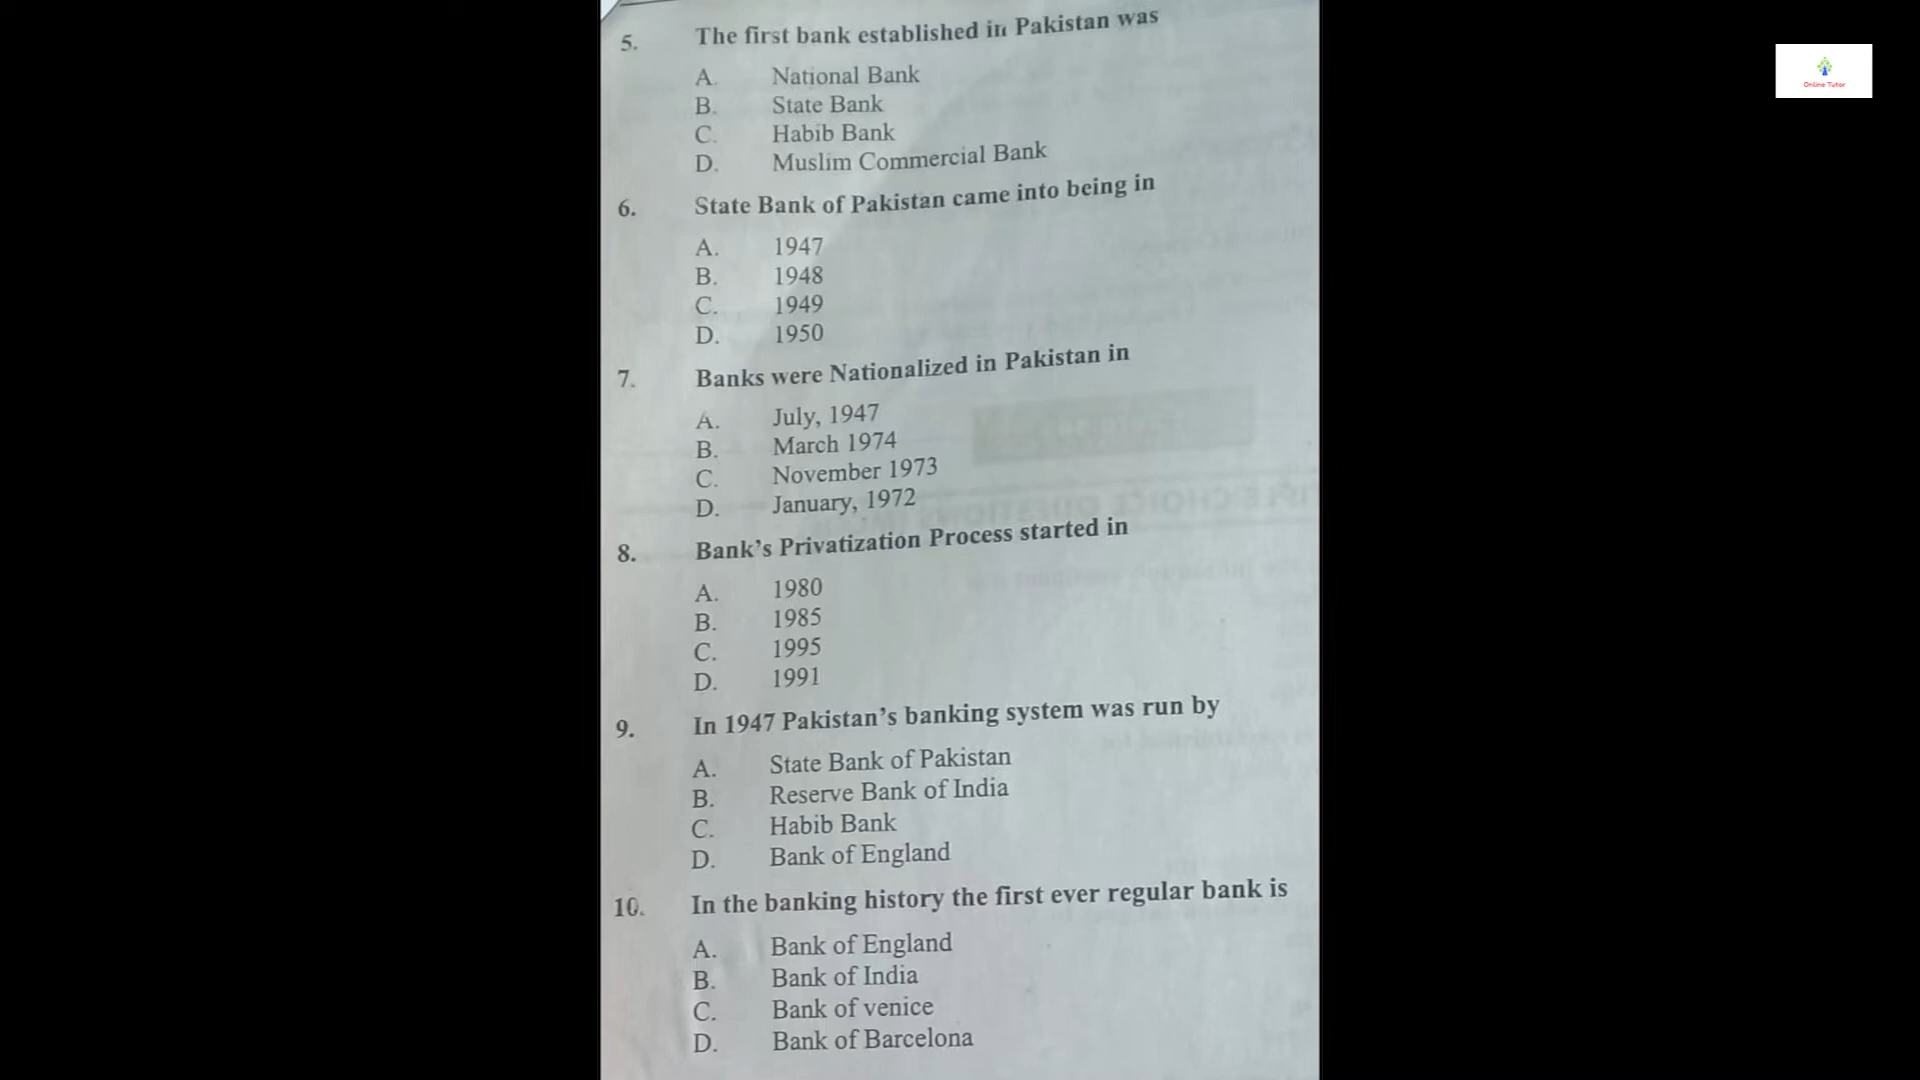 5. The first bank established in Pakistan was
A. National Bank
B. State Bank
C. Habib Bank
D. Muslim Commercial Bank
6. State Bank of Pakistan came into being in
A. 1947
B. 1948
C. 1949
D. 1950
7. Banks were Nationalized in Pakistan in
A. July, 1947
B. March 1974
C. November 1973
D. January, 1972
8. Bank's Privatization Process started in
A. 1980
B. 1985
C. 1995
D. 1991
9. In 1947 Pakistan's banking system was run by
A. State Bank of Pakistan
B. Reserve Bank of India
C. Habib Bank
D. Bank of England
10. In the banking history the first ever regular bank is
A. Bank of England
B. Bank of India
C. Bank of venice
D. Bank of Barcelona
Online Tutor